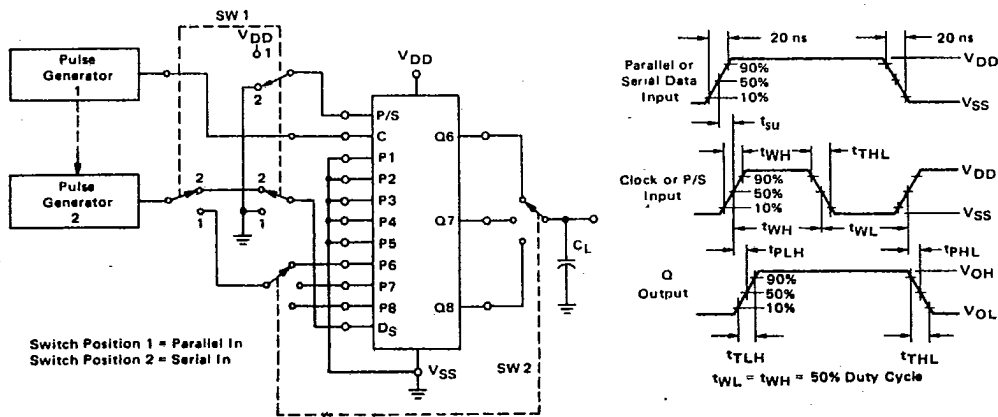 SW 1
VDD
1
2
VDD
Pulse
Generator
1
Pulse
Generator
2
2
2
1
1
P/S
C
P1
P2
P3
P4
P5
P6
P7
P8
DS
Q6
Q7
Q8
CL
VSS
SW 2
Switch Position 1 = Parallel In
Switch Position 2 = Serial In
20 ns
20 ns
Parallel or
Serial Data
Input
90%
50%
10%
VDD
VSS
tsu
tWH
tTHL
Clock or P/S
Input
90%
50%
10%
VDD
VSS
tWH
tWL
tPLH
tPHL
Q
Output
90%
50%
10%
VOH
VOL
tTLH
tTHL
tWL = tWH = 50% Duty Cycle